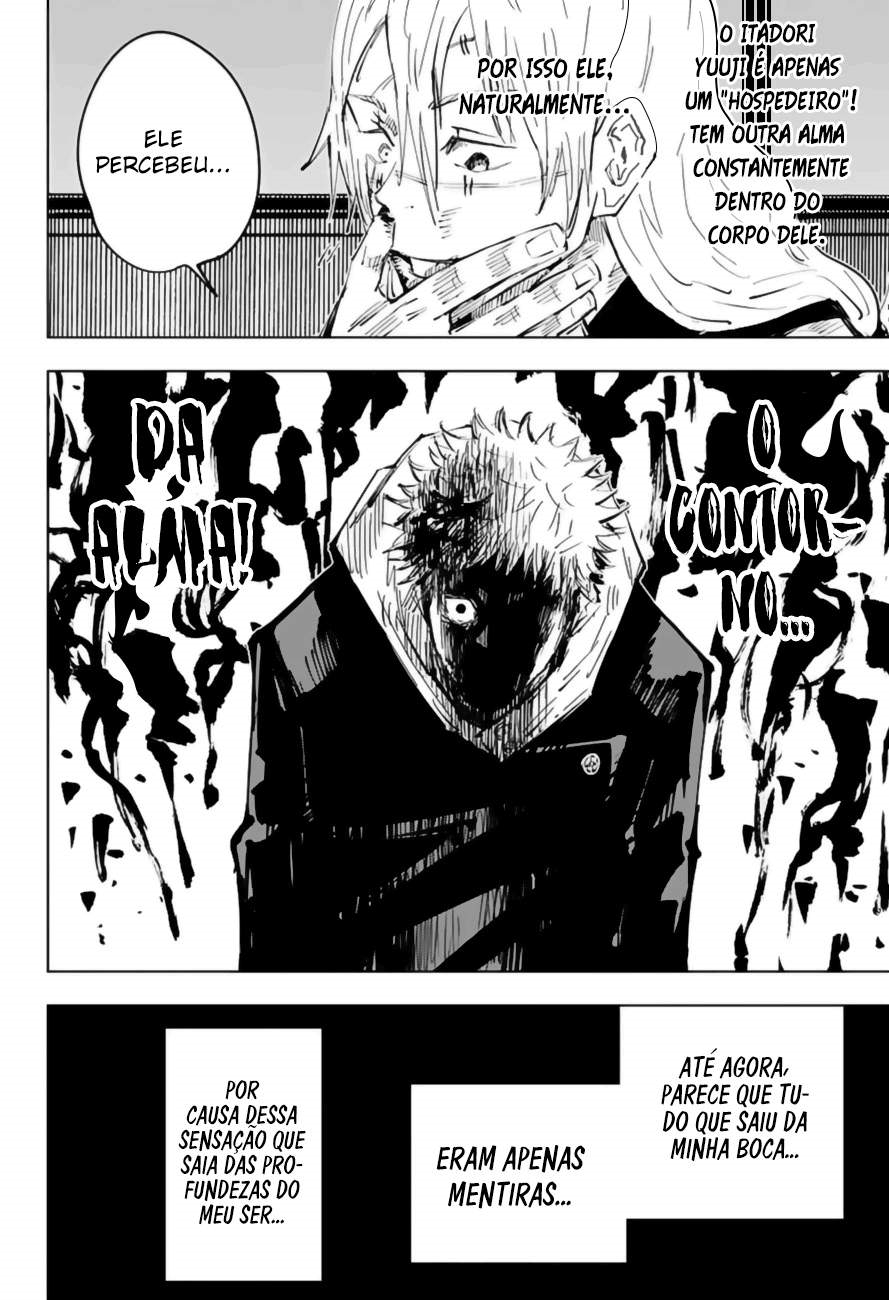 O ITADORI
YUUJI É APENAS
UM "HOSPEDEIRO"!
TEM OUTRA ALMA
CONSTANTEMENTE
DENTRO DO
CORPO DELE.
POR ISSO ELE,
NATURALMENTE...
ELE
PERCEBEU...
O
CONTOR-
NO...
DA
ALMA!
ATÉ AGORA,
PARECE QUE TU-
DO QUE SAIU DA
MINHA BOCA...
ERAM APENAS
MENTIRAS...
POR
CAUSA DESSA
SENSAÇÃO QUE
SAIA DAS PRO-
FUNDEZAS DO
MEU SER...